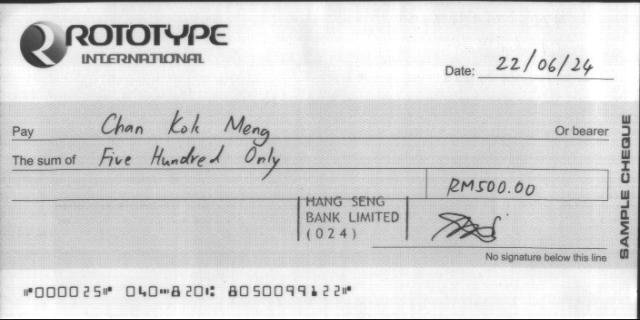 ROTOTYPE
INTERNATIONAL
Date: 22/06/24
Pay Chan Kok Meng Or bearer
The sum of Five Hundred Only
RM500.00
HANG SENG
BANK LIMITED
(024)
No signature below this line
SAMPLE CHEQUE
⑈000025⑈ 040⑉820⑆ 8050099122⑈